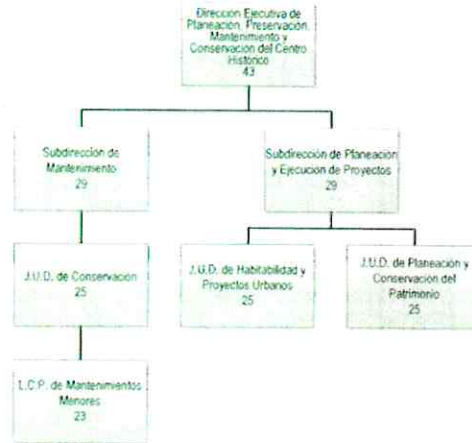 Dirección Ejecutiva de
Planeación, Preservación,
Mantenimiento y
Conservación del Centro
Histórico
43
Subdirección de
Mantenimiento
29
Subdirección de Planeación
y Ejecución de Proyectos
29
J.U.D. de Conservación
25
J.U.D. de Habitabilidad y
Proyectos Urbanos
25
J.U.D. de Planeación y
Conservación del
Patrimonio
25
L.C.P. de Mantenimientos
Menores
23